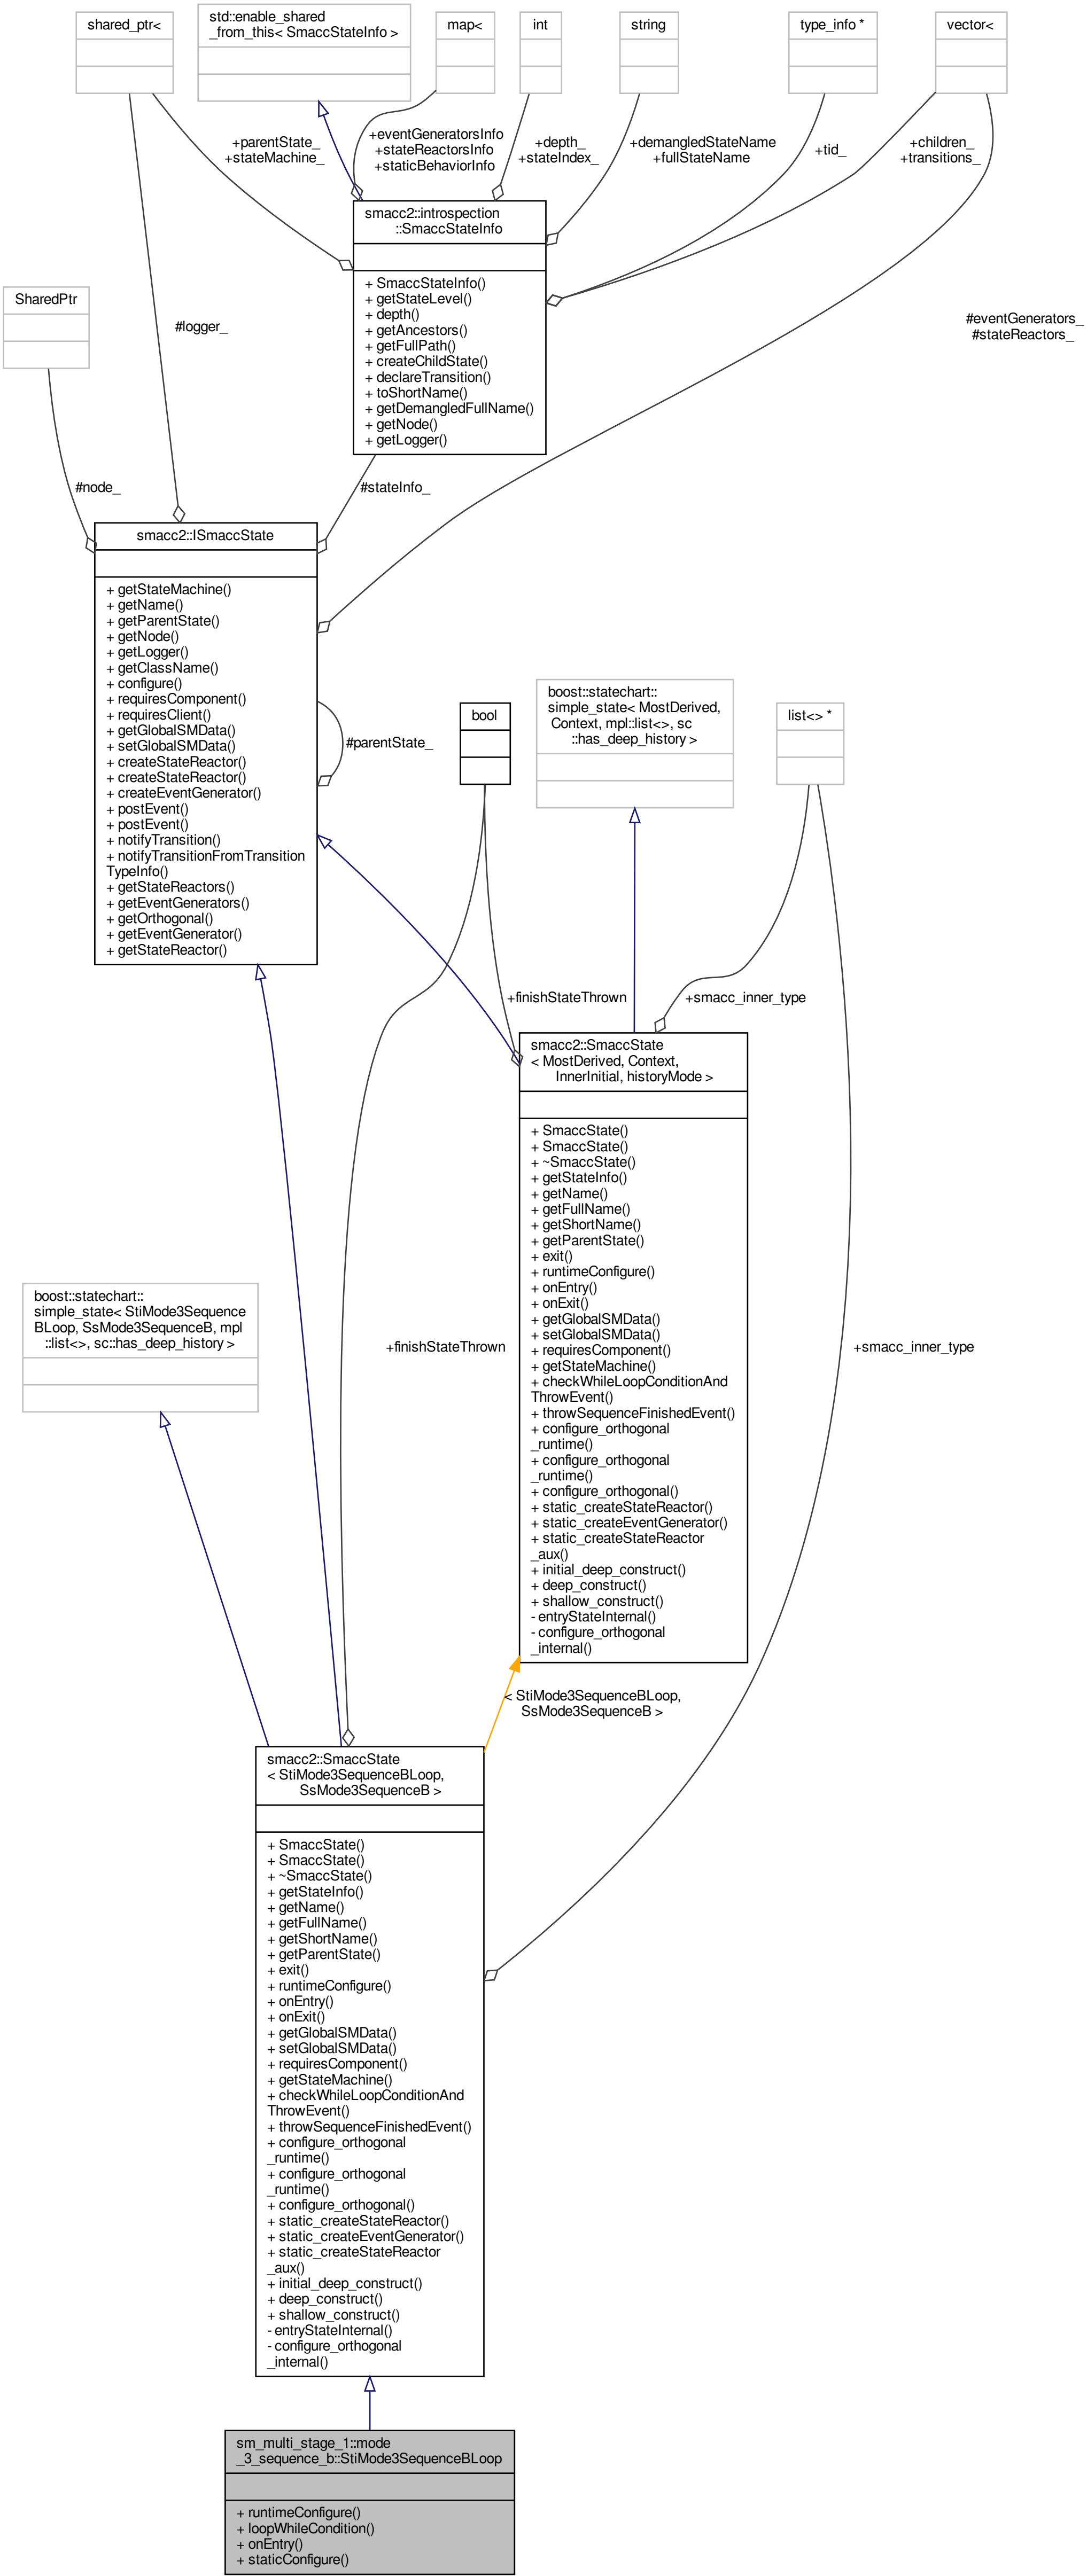 shared_ptr<
std::enable_shared
_from_this< SmaccStateInfo >
map<
int
string
type_info *
vector<
+parentState_
+stateMachine_
+eventGeneratorsInfo
+stateReactorsInfo
+staticBehaviorInfo
+depth_
+stateIndex_
+demangledStateName
+fullStateName
+tid_
+children_
+transitions_
smacc2::introspection
::SmaccStateInfo
+ SmaccStateInfo()
+ getStateLevel()
+ depth()
+ getAncestors()
+ getFullPath()
+ createChildState()
+ declareTransition()
+ toShortName()
+ getDemangledFullName()
+ getNode()
+ getLogger()
SharedPtr
#logger_
#eventGenerators_
#stateReactors_
#node_
#stateInfo_
smacc2::ISmaccState
+ getStateMachine()
+ getName()
+ getParentState()
+ getNode()
+ getLogger()
+ getClassName()
+ configure()
+ requiresComponent()
+ requiresClient()
+ getGlobalSMData()
+ setGlobalSMData()
+ createStateReactor()
+ createStateReactor()
+ createEventGenerator()
+ postEvent()
+ postEvent()
+ notifyTransition()
+ notifyTransitionFromTransition
TypeInfo()
+ getStateReactors()
+ getEventGenerators()
+ getOrthogonal()
+ getEventGenerator()
+ getStateReactor()
#parentState_
bool
boost::statechart::
simple_state< MostDerived,
Context, mpl::list<>, sc
::has_deep_history >
list<> *
+finishStateThrown
+smacc_inner_type
smacc2::SmaccState
< MostDerived, Context,
InnerInitial, historyMode >
+ SmaccState()
+ SmaccState()
+ ~SmaccState()
+ getStateInfo()
+ getName()
+ getFullName()
+ getShortName()
+ getParentState()
+ exit()
+ runtimeConfigure()
+ onEntry()
+ onExit()
+ getGlobalSMData()
+ setGlobalSMData()
+ requiresComponent()
+ getStateMachine()
+ checkWhileLoopConditionAnd
ThrowEvent()
+ throwSequenceFinishedEvent()
+ configure_orthogonal
_runtime()
+ configure_orthogonal
_runtime()
+ configure_orthogonal()
+ static_createStateReactor()
+ static_createEventGenerator()
+ static_createStateReactor
_aux()
+ initial_deep_construct()
+ deep_construct()
+ shallow_construct()
- entryStateInternal()
- configure_orthogonal
_internal()
boost::statechart::
simple_state< StiMode3Sequence
BLoop, SsMode3SequenceB, mpl
::list<>, sc::has_deep_history >
+finishStateThrown
+smacc_inner_type
< StiMode3SequenceBLoop,
SsMode3SequenceB >
smacc2::SmaccState
< StiMode3SequenceBLoop,
SsMode3SequenceB >
+ SmaccState()
+ SmaccState()
+ ~SmaccState()
+ getStateInfo()
+ getName()
+ getFullName()
+ getShortName()
+ getParentState()
+ exit()
+ runtimeConfigure()
+ onEntry()
+ onExit()
+ getGlobalSMData()
+ setGlobalSMData()
+ requiresComponent()
+ getStateMachine()
+ checkWhileLoopConditionAnd
ThrowEvent()
+ throwSequenceFinishedEvent()
+ configure_orthogonal
_runtime()
+ configure_orthogonal
_runtime()
+ configure_orthogonal()
+ static_createStateReactor()
+ static_createEventGenerator()
+ static_createStateReactor
_aux()
+ initial_deep_construct()
+ deep_construct()
+ shallow_construct()
- entryStateInternal()
- configure_orthogonal
_internal()
sm_multi_stage_1::mode
_3_sequence_b::StiMode3SequenceBLoop
+ runtimeConfigure()
+ loopWhileCondition()
+ onEntry()
+ staticConfigure()